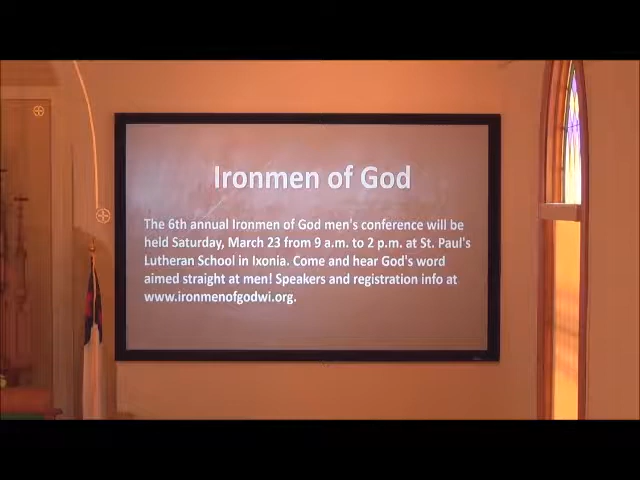 Ironmen of God
The 6th annual Ironmen of God men's conference will be
held Saturday, March 23 from 9 a.m. to 2 p.m. at St. Paul's
Lutheran School in Ixonia. Come and hear God's word
aimed straight at men! Speakers and registration info at
www.ironmenofgodwi.org.